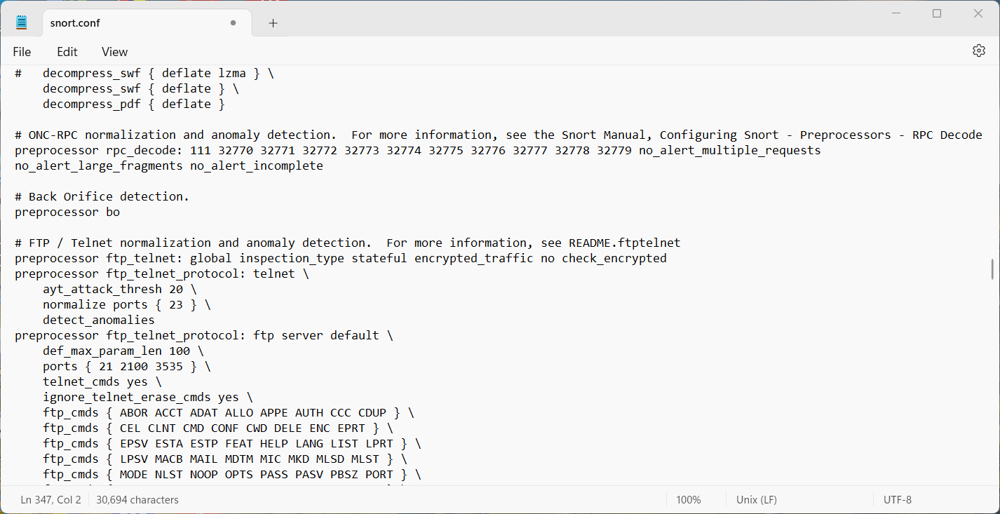 snort.conf
File Edit View
#   decompress_swf { deflate lzma } \
    decompress_swf { deflate } \
    decompress_pdf { deflate }

# ONC-RPC normalization and anomaly detection.  For more information, see the Snort Manual, Configuring Snort - Preprocessors - RPC Decode
preprocessor rpc_decode: 111 32770 32771 32772 32773 32774 32775 32776 32777 32778 32779 no_alert_multiple_requests
no_alert_large_fragments no_alert_incomplete

# Back Orifice detection.
preprocessor bo

# FTP / Telnet normalization and anomaly detection.  For more information, see README.ftptelnet
preprocessor ftp_telnet: global inspection_type stateful encrypted_traffic no check_encrypted
preprocessor ftp_telnet_protocol: telnet \
    ayt_attack_thresh 20 \
    normalize ports { 23 } \
    detect_anomalies
preprocessor ftp_telnet_protocol: ftp server default \
    def_max_param_len 100 \
    ports { 21 2100 3535 } \
    telnet_cmds yes \
    ignore_telnet_erase_cmds yes \
    ftp_cmds { ABOR ACCT ADAT ALLO APPE AUTH CCC CDUP } \
    ftp_cmds { CEL CLNT CMD CONF CWD DELE ENC EPRT } \
    ftp_cmds { EPSV ESTA ESTP FEAT HELP LANG LIST LPRT } \
    ftp_cmds { LPSV MACB MAIL MDTM MIC MKD MLSD MLST } \
    ftp_cmds { MODE NLST NOOP OPTS PASS PASV PBSZ PORT } \
Ln 347, Col 2 30,694 characters 100% Unix (LF) UTF-8